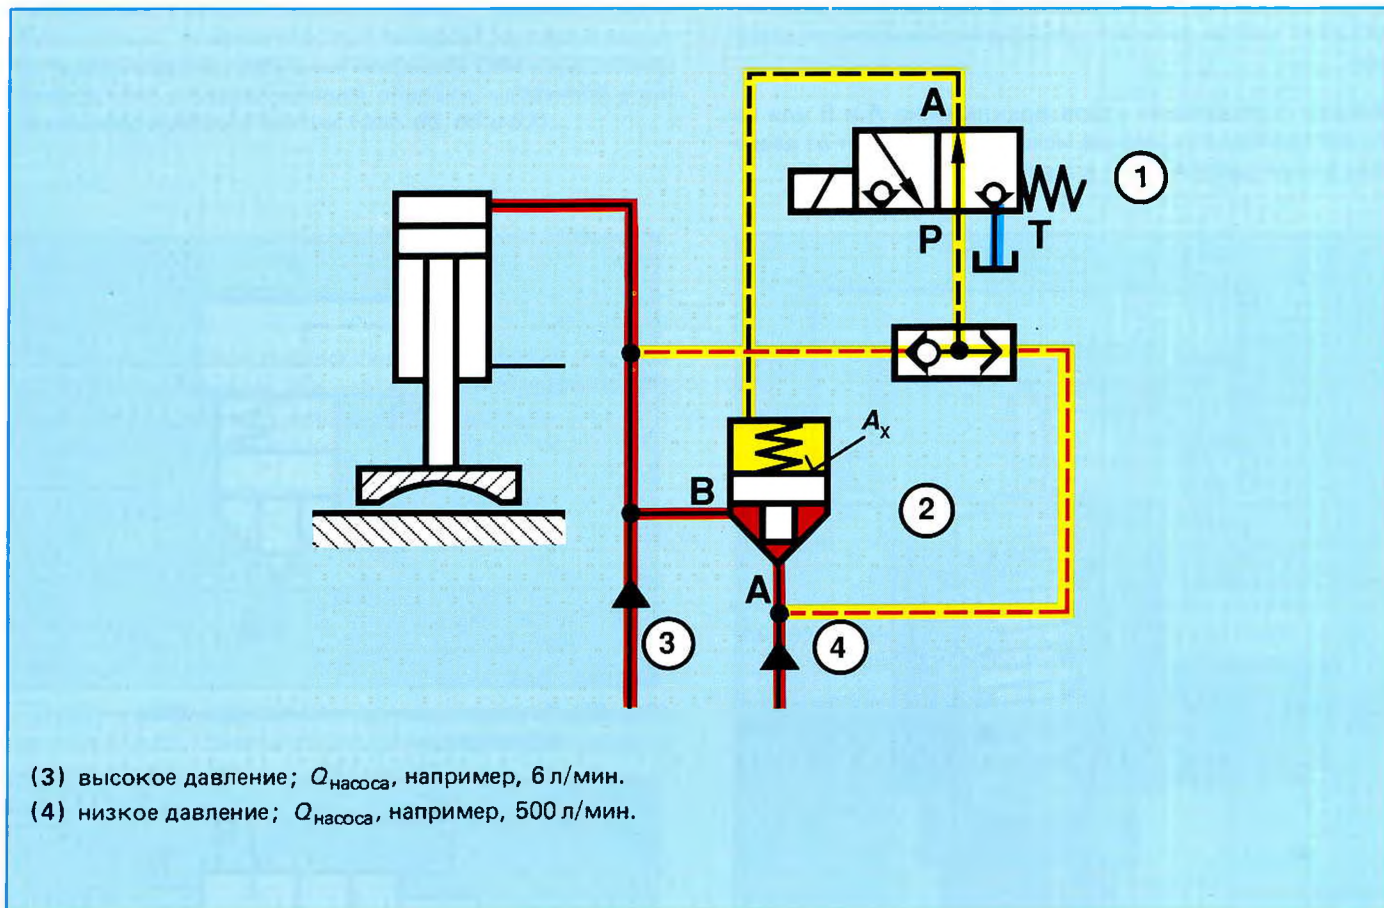 A
1
P
T
Aₓ
B
2
A
3
4
(3) высокое давление; Qнасоса, например, 6 л/мин.
(4) низкое давление; Qнасоса, например, 500 л/мин.